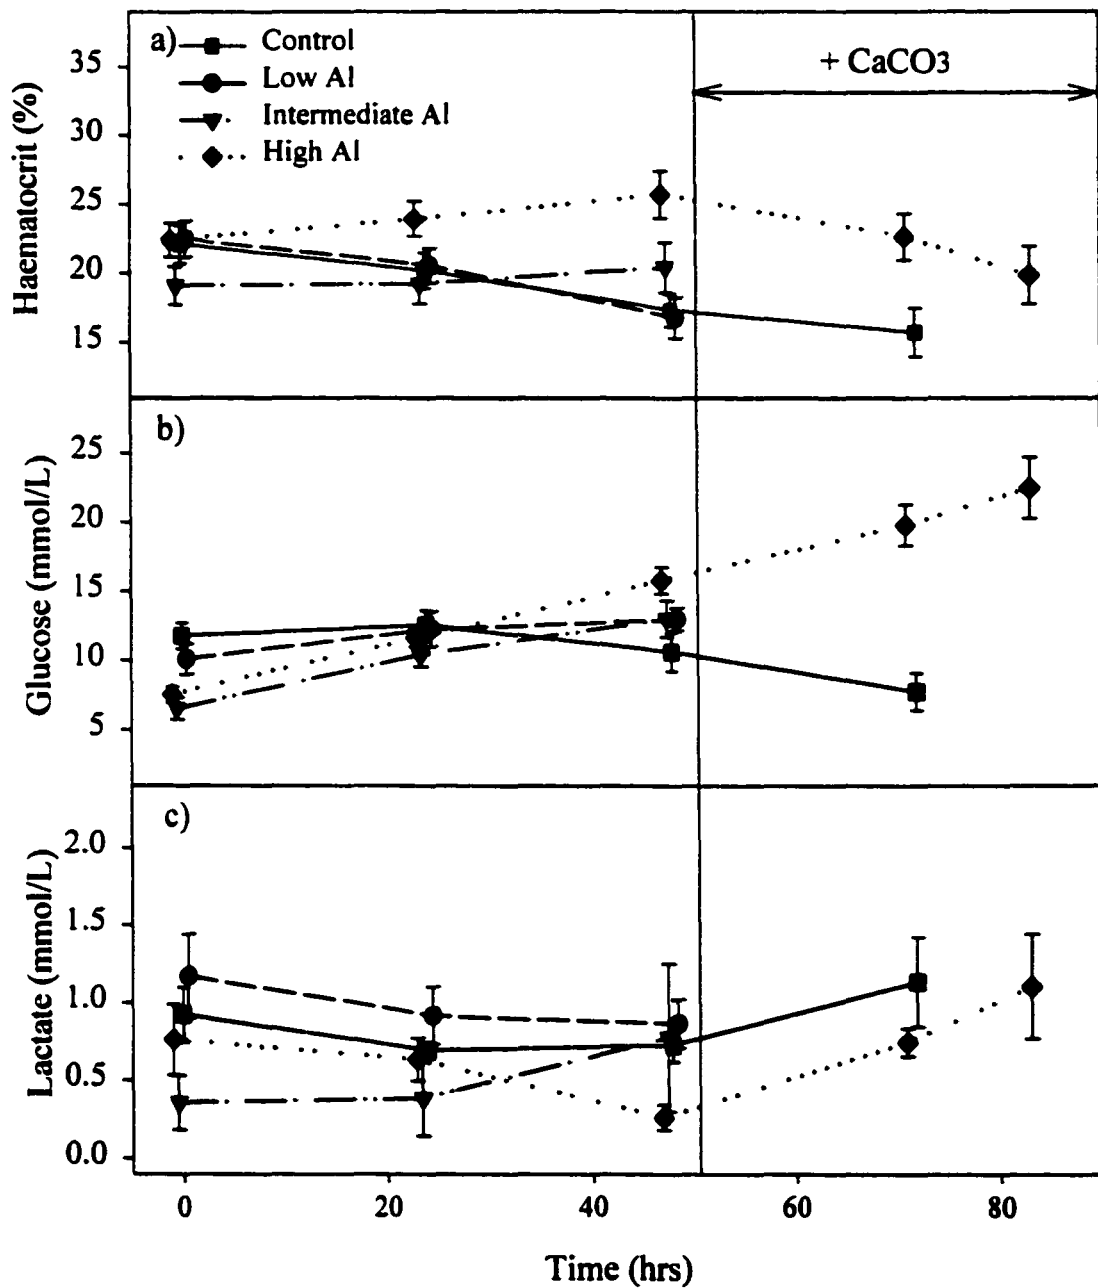 a)
Control
Low Al
Intermediate Al
High Al
+ CaCO3
Haematocrit (%)
35
30
25
20
15
b)
Glucose (mmol/L)
25
20
15
10
5
c)
Lactate (mmol/L)
2.0
1.5
1.0
0.5
0.0
0 20 40 60 80
Time (hrs)